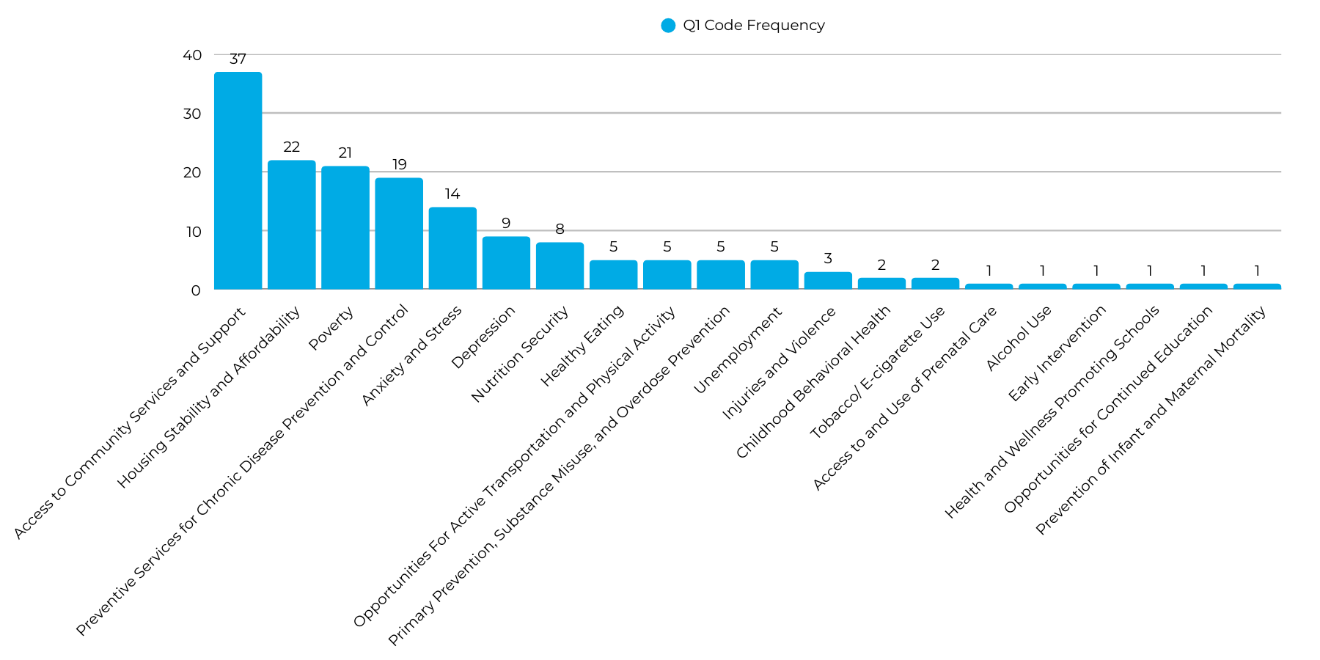 Q1 Code Frequency
40
30
20
10
0
37
22
21
19
14
9
8
5
5
5
5
3
2
2
1
1
1
1
1
1
Access to Community Services and Support
Housing Stability and Affordability
Poverty
Preventive Services for Chronic Disease Prevention and Control
Anxiety and Stress
Depression
Nutrition Security
Healthy Eating
Opportunities For Active Transportation and Physical Activity
Primary Prevention, Substance Misuse, and Overdose Prevention
Unemployment
Injuries and Violence
Childhood Behavioral Health
Tobacco/ E-cigarette Use
Access to and Use of Prenatal Care
Alcohol Use
Early Intervention
Health and Wellness Promoting Schools
Opportunities for Continued Education
Prevention of Infant and Maternal Mortality